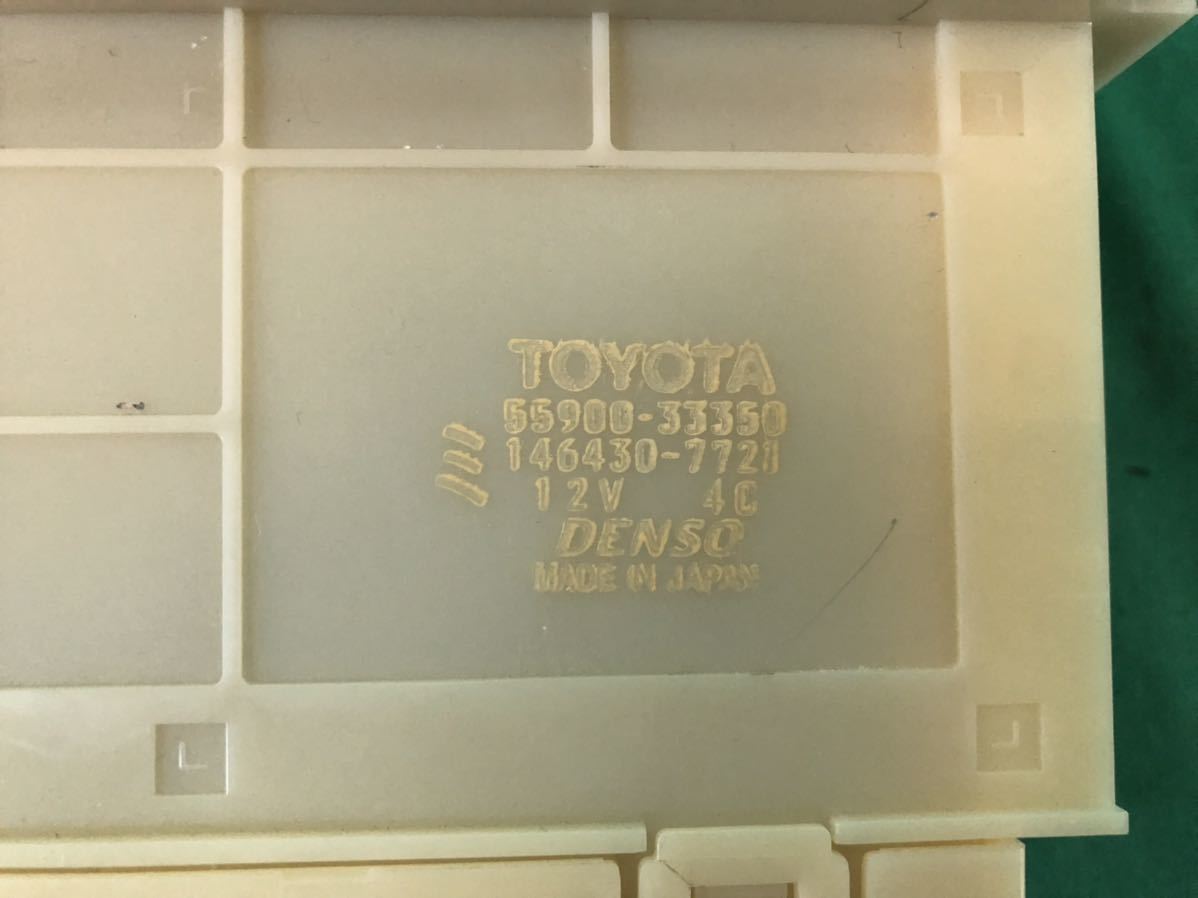 TOYOTA
55900-33350
146430-7721
12V 4C
DENSO
MADE IN JAPAN